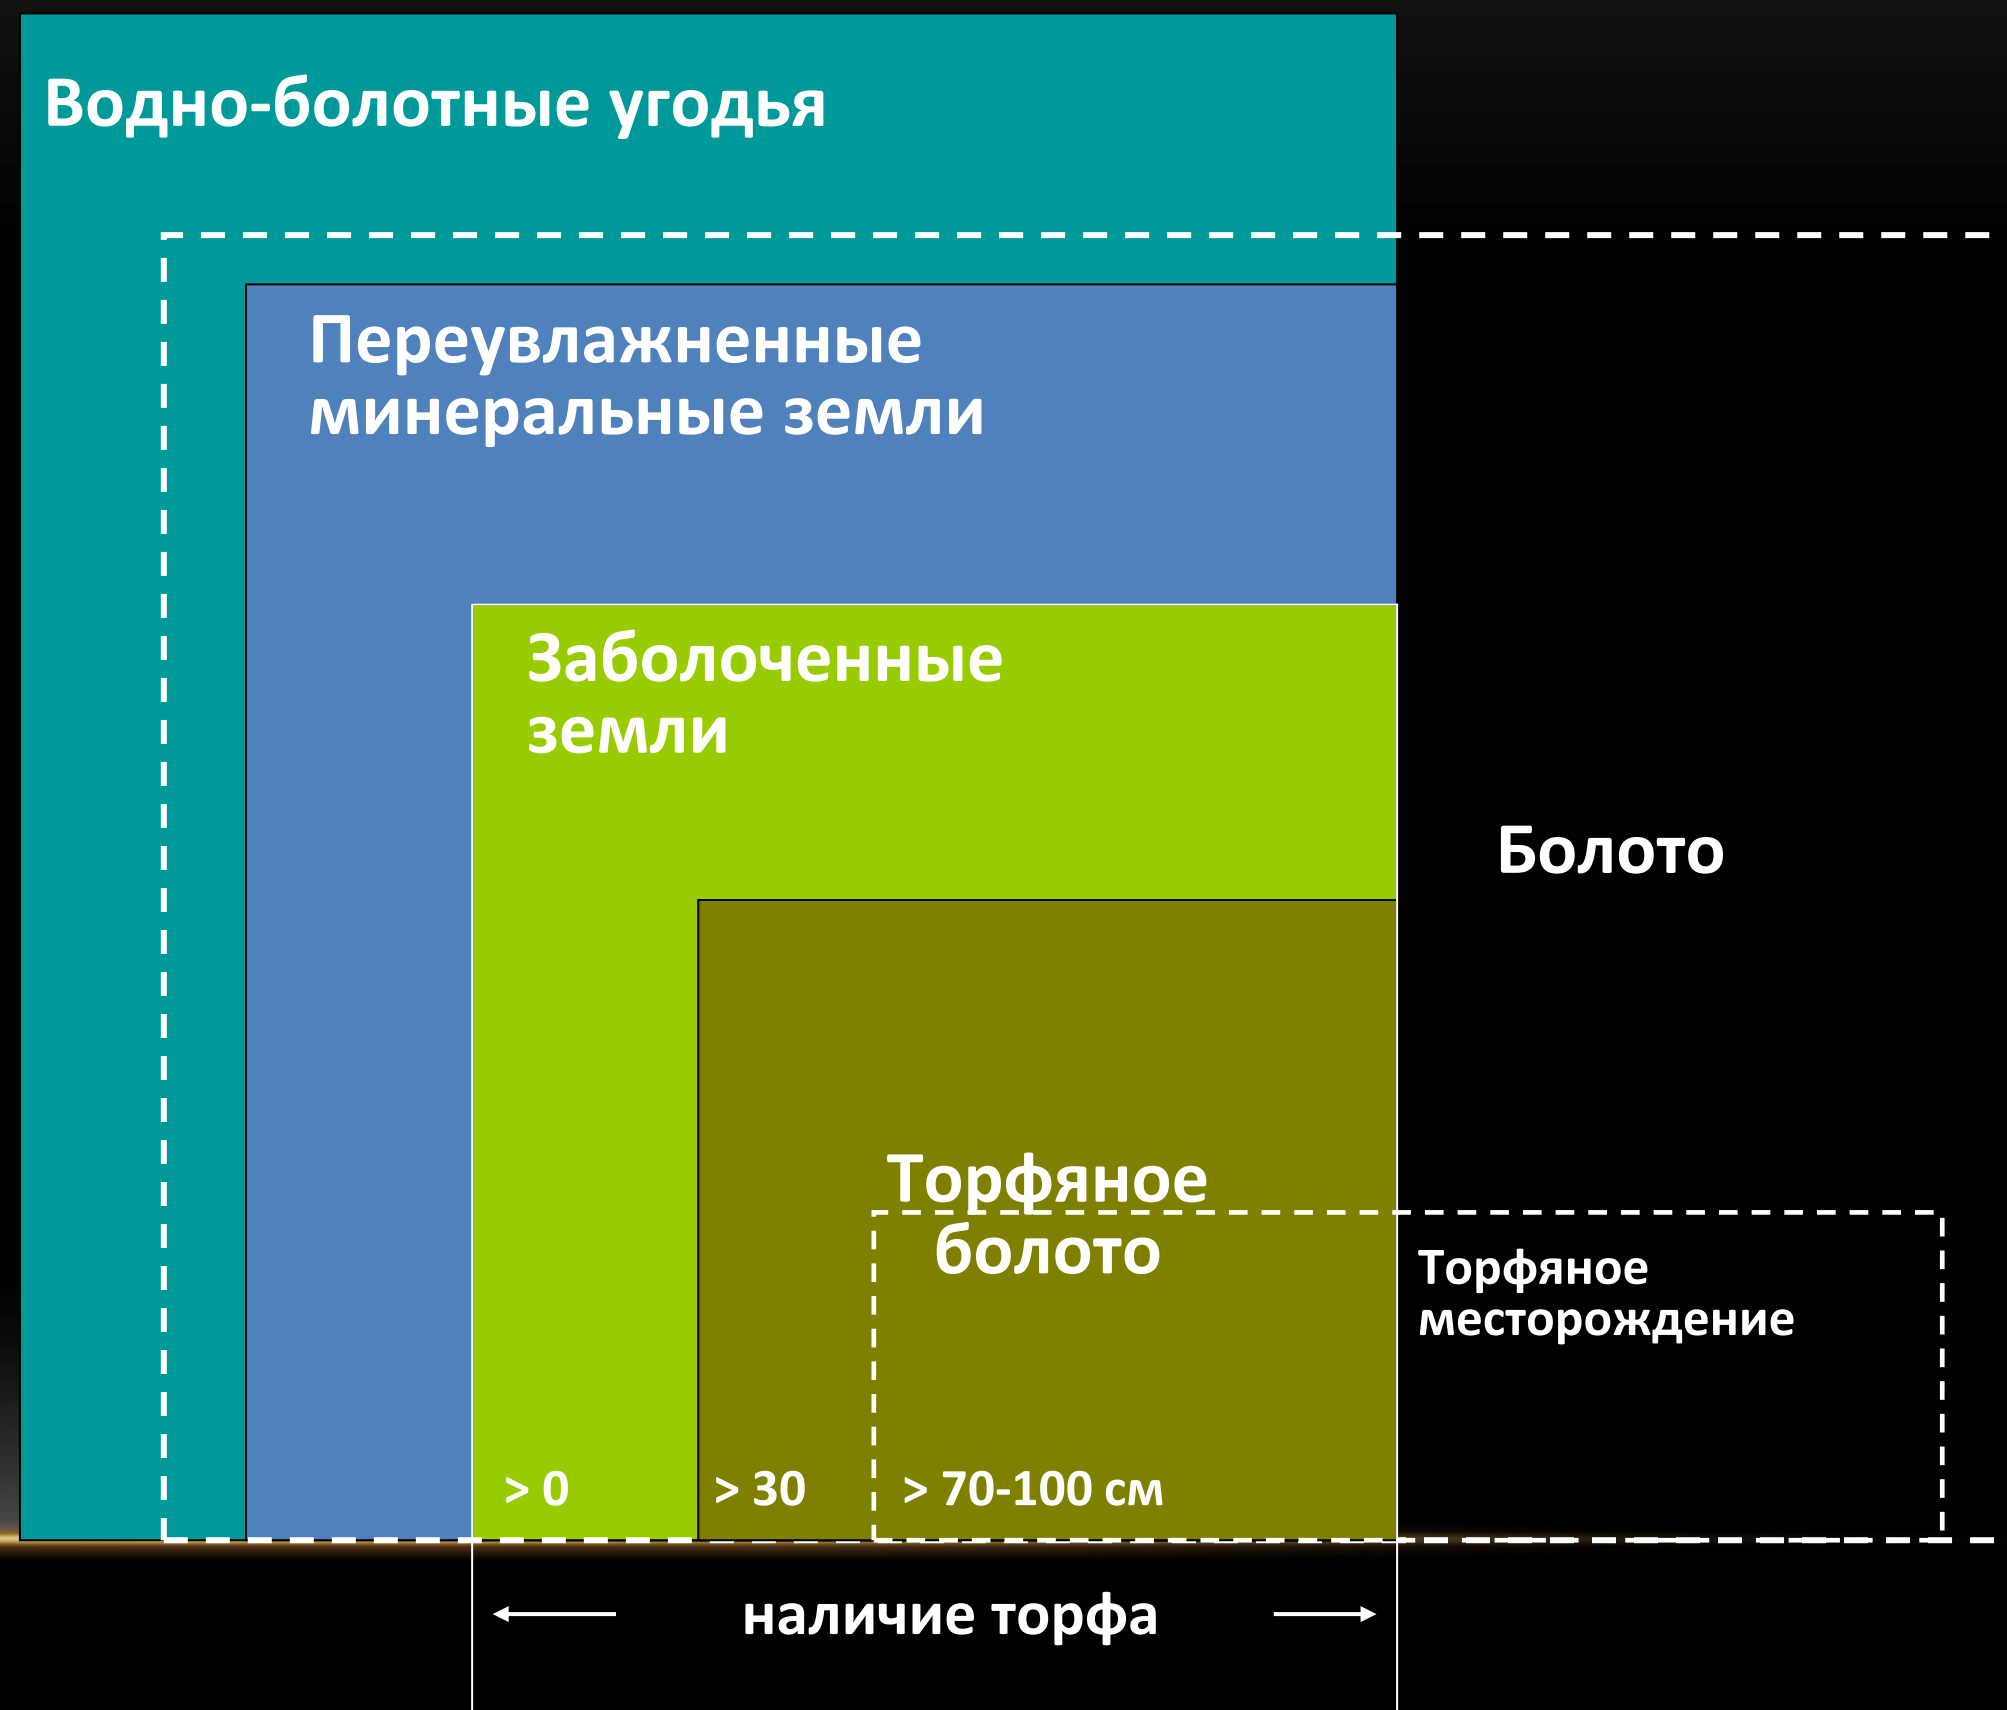 Водно-болотные угодья
Переувлажненные
минеральные земли
Заболоченные
земли
Болото
Торфяное
болото
Торфяное
месторождение
> 0
> 30
> 70-100 см
наличие торфа